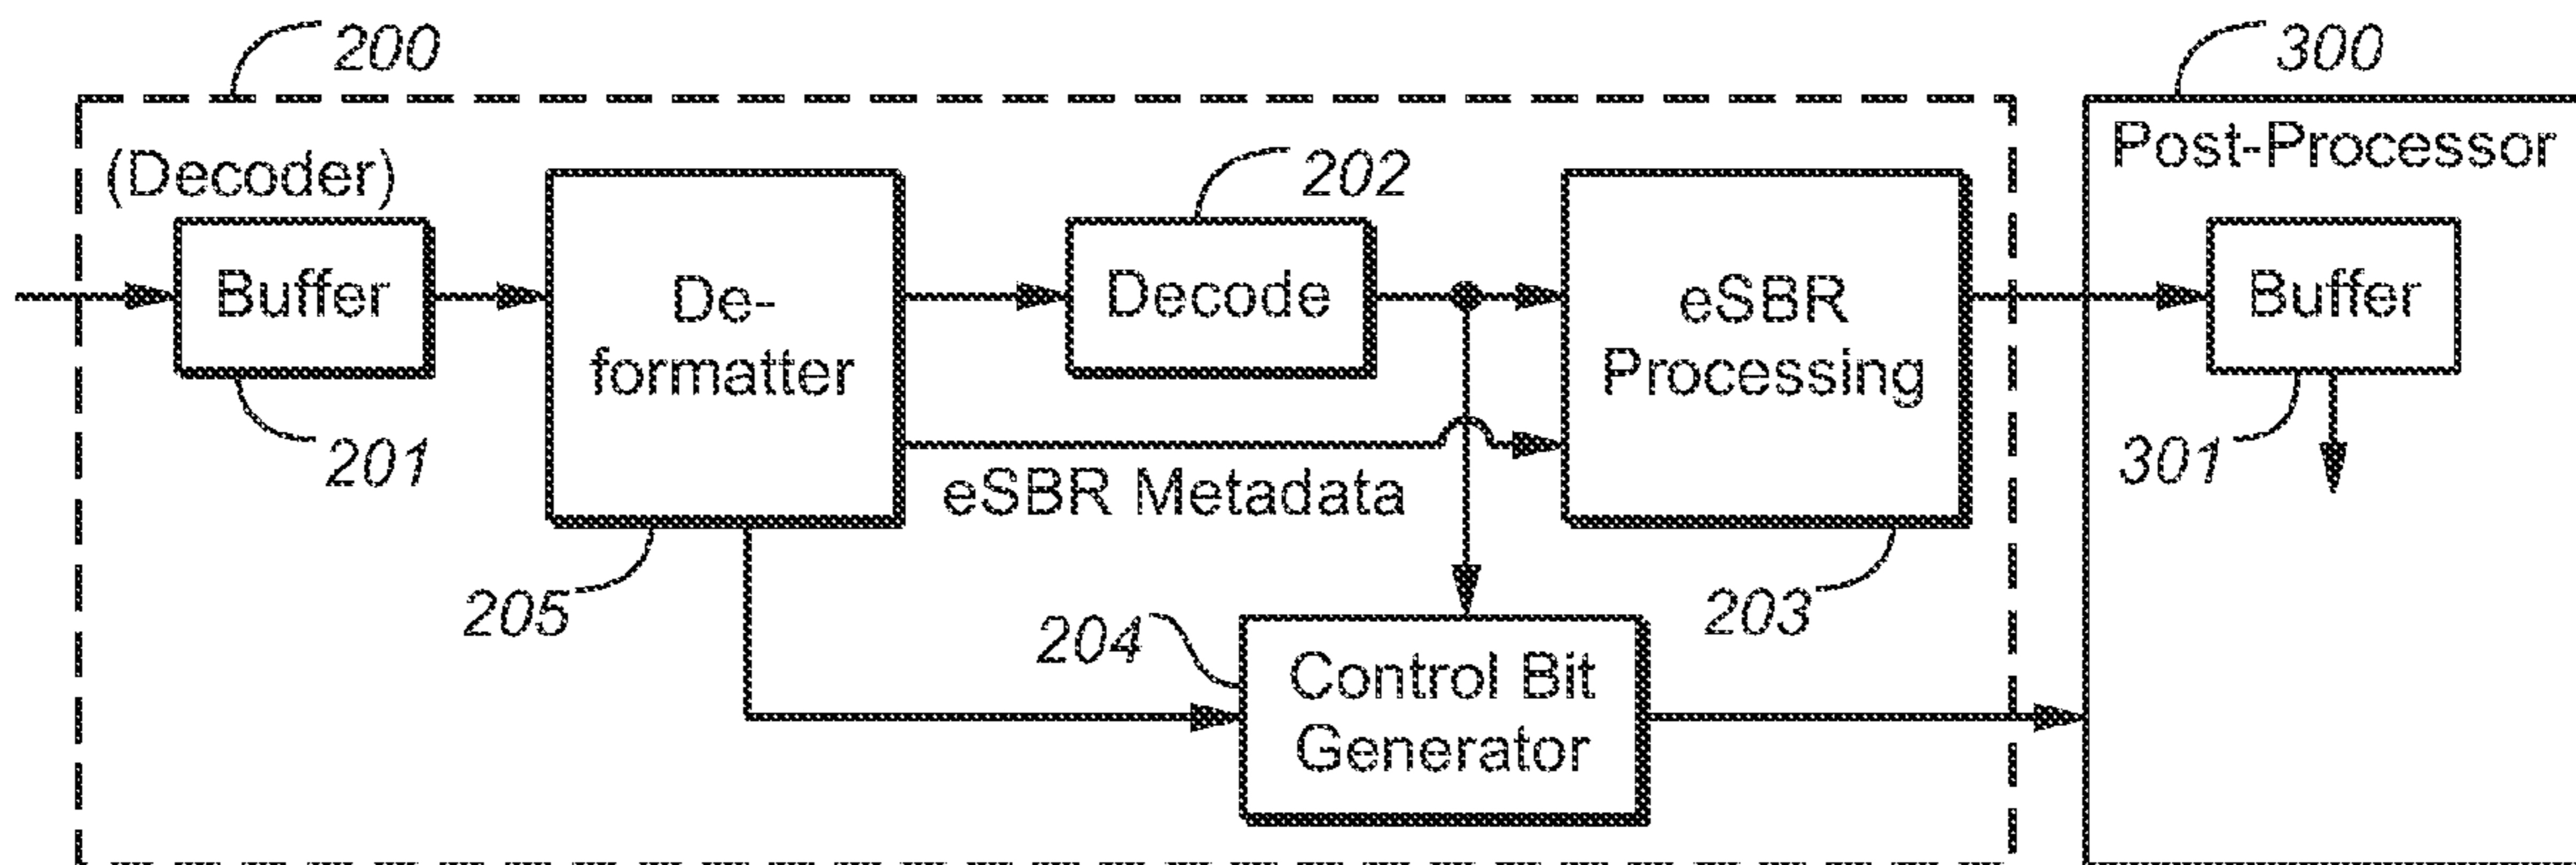 200
300
(Decoder)
Post-Processor
202
Buffer
De-
formatter
Decode
eSBR
Processing
Buffer
201
eSBR Metadata
301
205
204
203
Control Bit
Generator